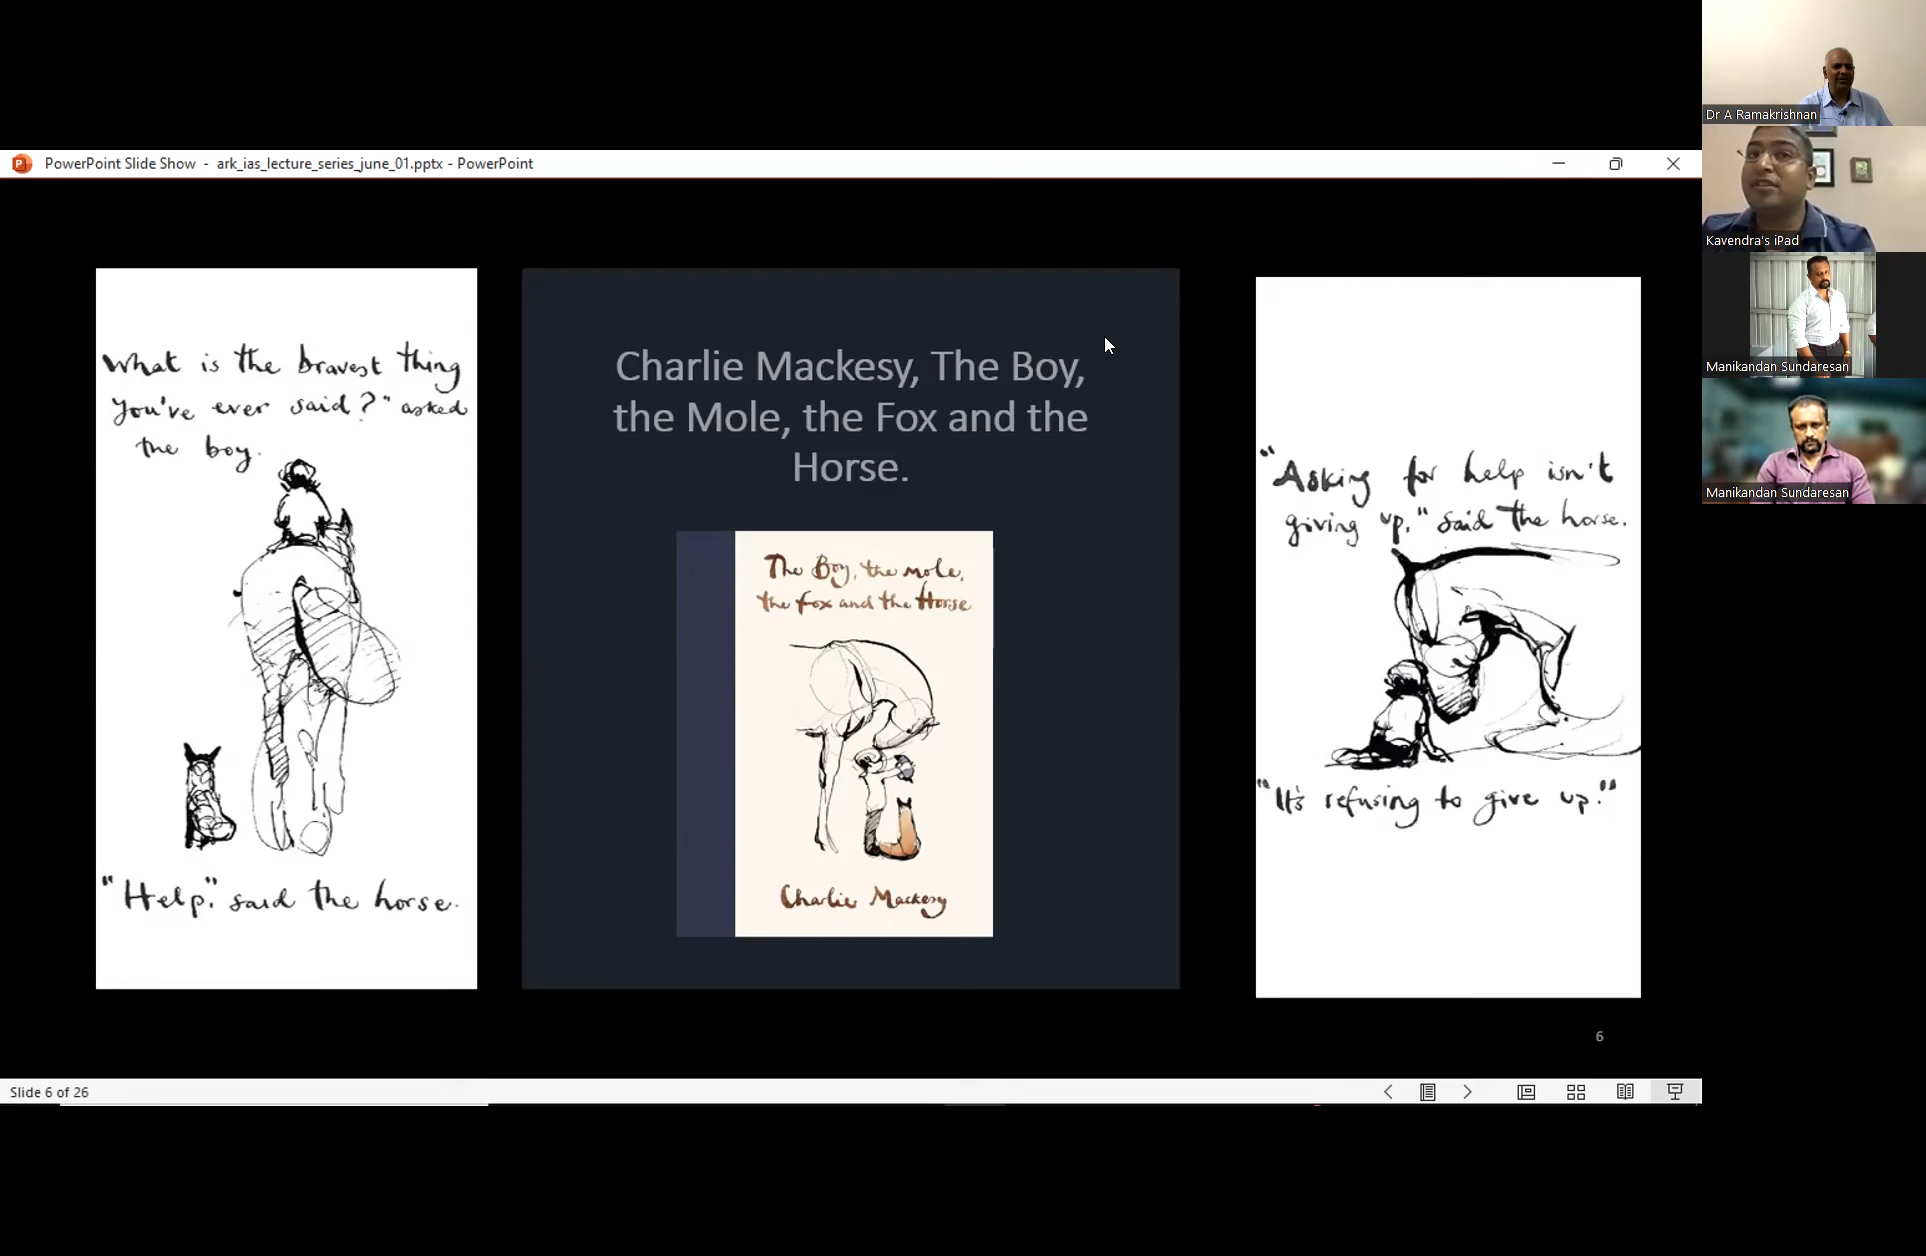 PowerPoint Slide Show - ark_ias_lecture_series_june_01.pptx - PowerPoint
What is the bravest thing
you've ever said?" asked
the boy.
"Help." said the horse.
Charlie Mackesy, The Boy,
the Mole, the Fox and the
Horse.
The Boy, the mole,
the fox and the Horse
Charlie Mackesy
"Asking for help isn't
giving up." said the horse.
"It's refusing to give up."
6
Slide 6 of 26
Dr A Ramakrishnan
Kavendra's iPad
Manikandan Sundaresan
Manikandan Sundaresan